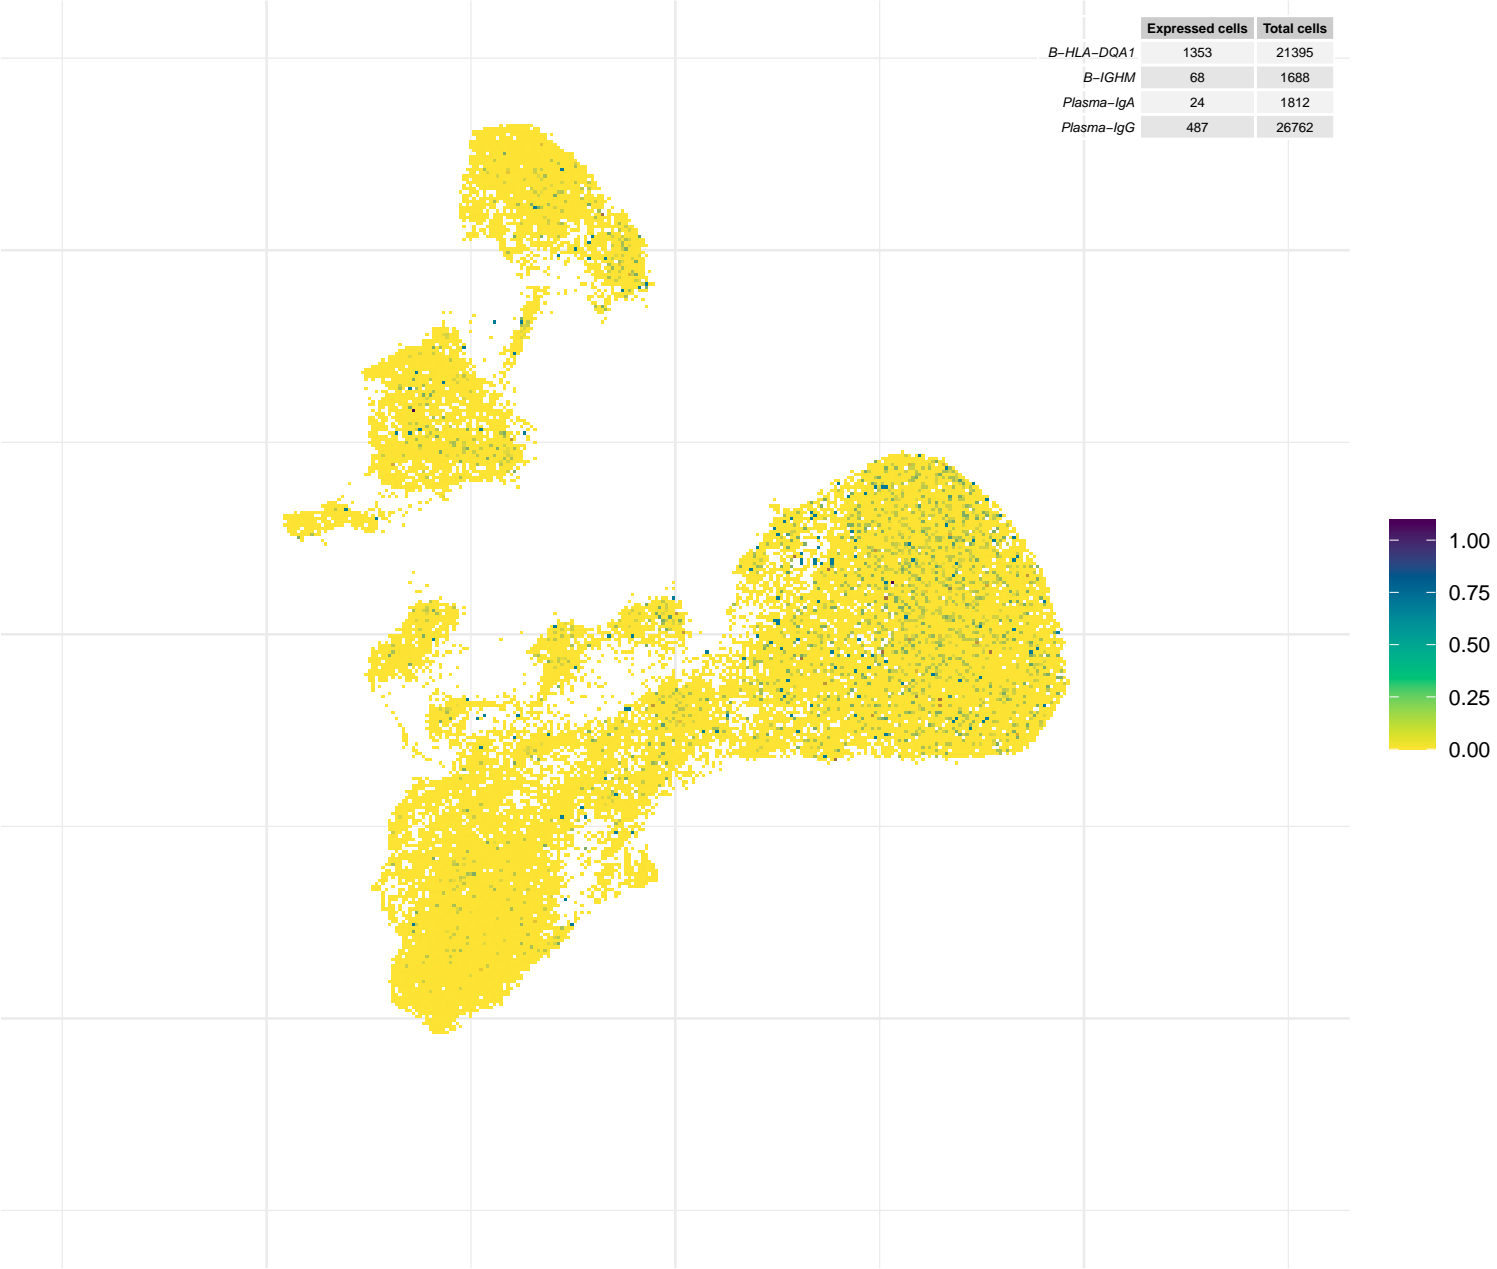 Expressed cells Total cells
B−HLA−DQA1 1353 21395
B−IGHM 68 1688
Plasma−IgA 24 1812
Plasma−IgG 487 26762
1.00
0.75
0.50
0.25
0.00